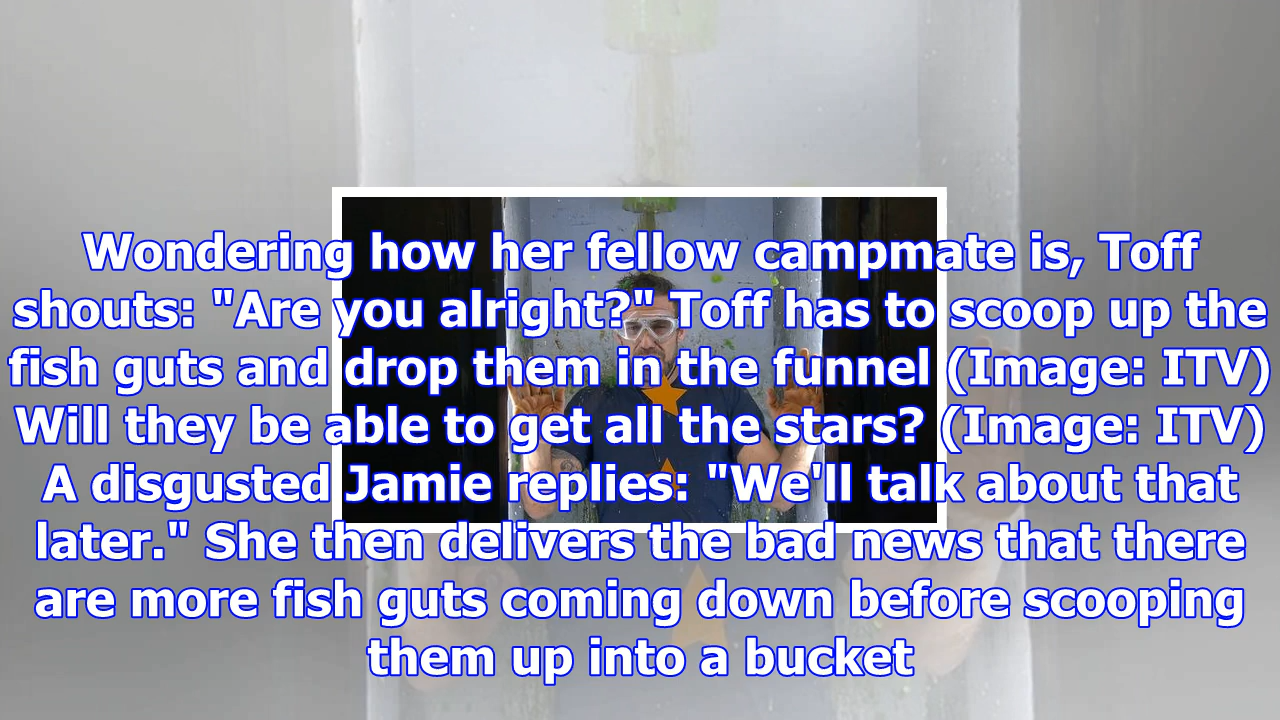 Wondering how her fellow campmate is, Toff
shouts: "Are you alright?" Toff has to scoop up the
fish guts and drop them in the funnel (Image: ITV)
Will they be able to get all the stars? (Image: ITV)
A disgusted Jamie replies: "We'll talk about that
later." She then delivers the bad news that there
are more fish guts coming down before scooping
them up into a bucket